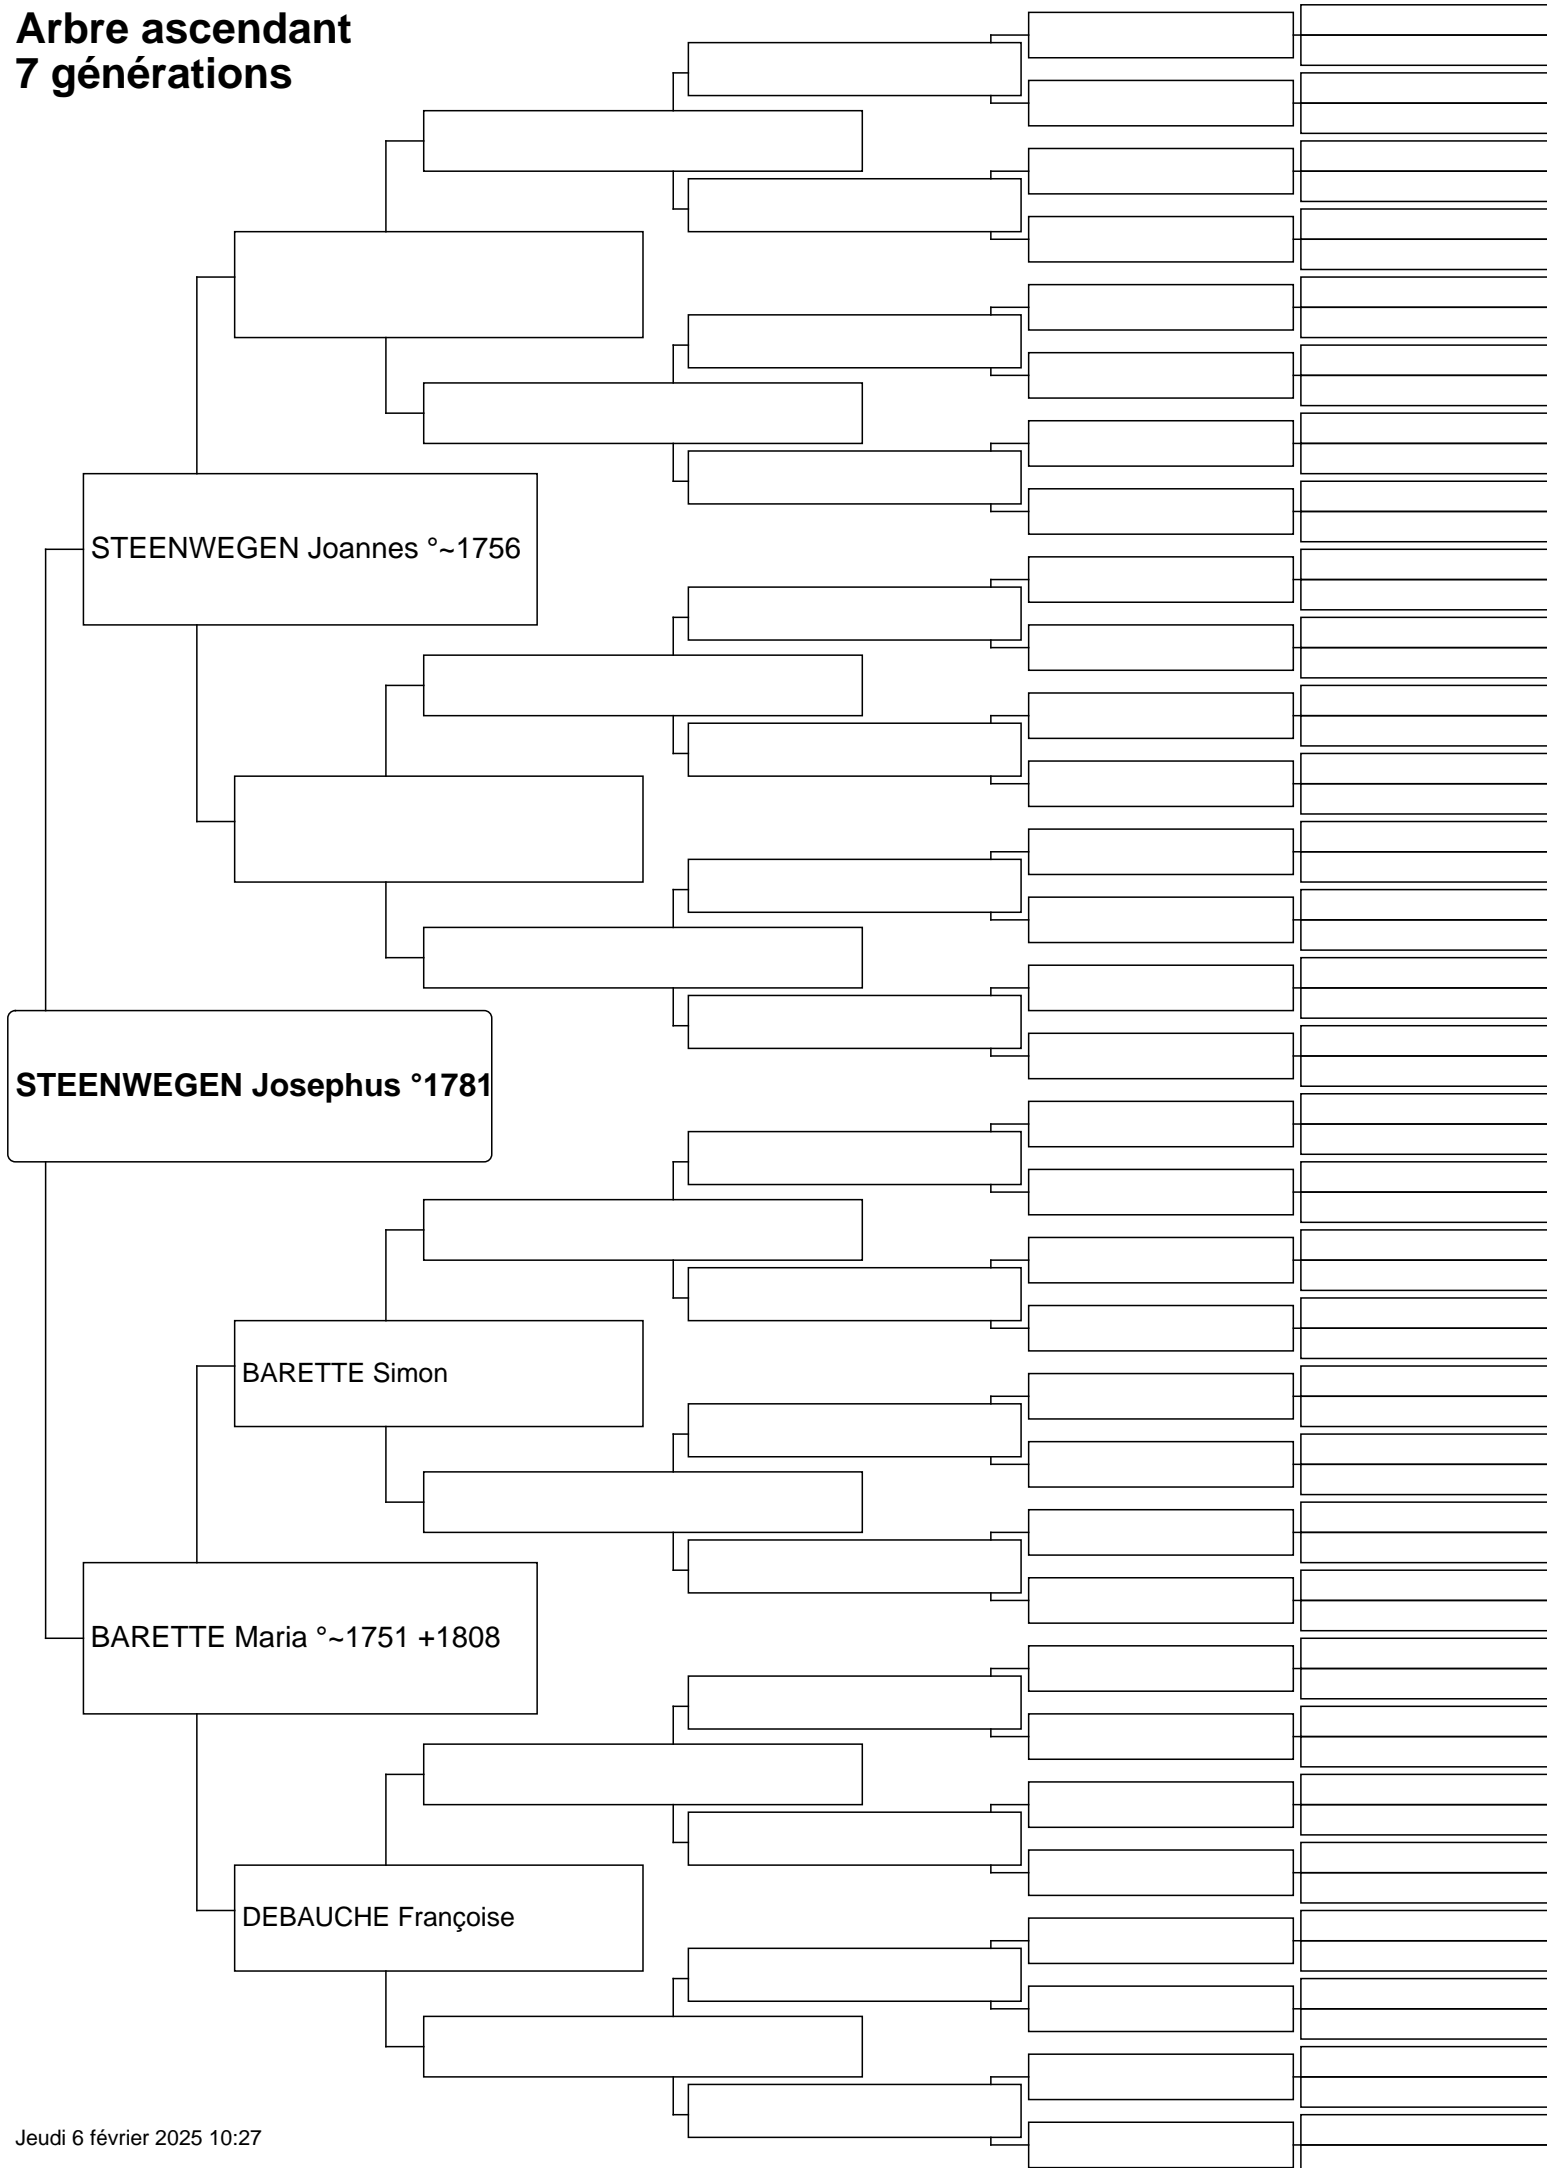 Arbre ascendant
7 générations
STEENWEGEN Joannes °~1756
STEENWEGEN Josephus °1781
BARETTE Simon
BARETTE Maria °~1751 +1808
DEBAUCHE Françoise
Jeudi 6 février 2025 10:27